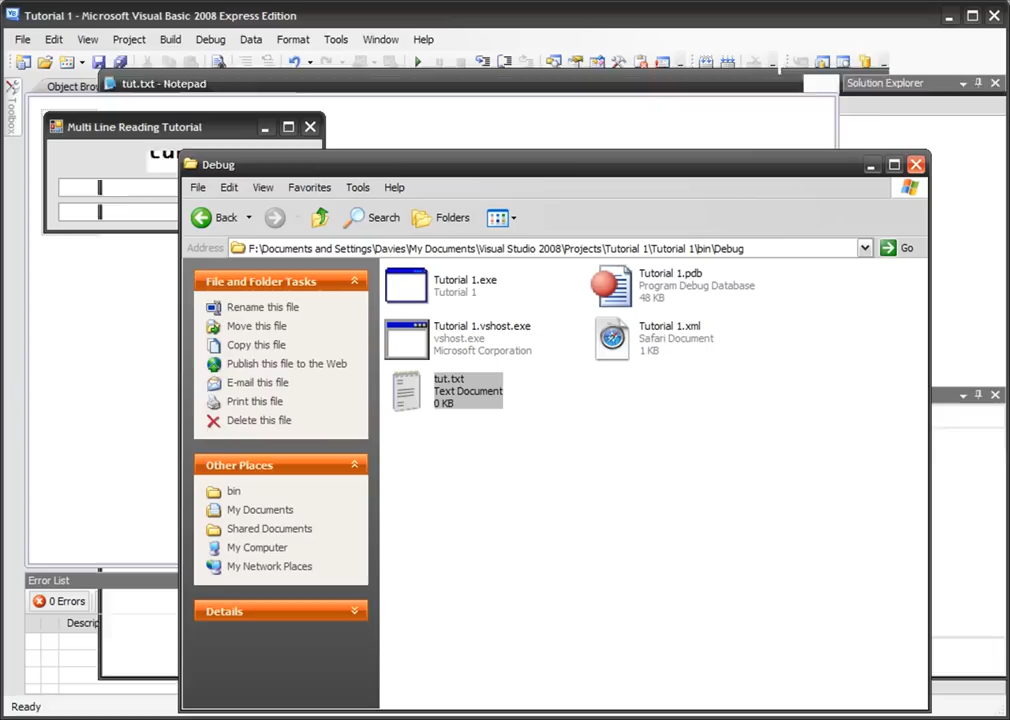 Tutorial 1 - Microsoft Visual Basic 2008 Express Edition
File Edit View Project Build Debug Data Format Tools Window Help
Toolbox
Object Brow
tut.txt - Notepad
Solution Explorer
Multi Line Reading Tutorial
Debug
File Edit View Favorites Tools Help
Back Search Folders
Address F:\Documents and Settings\Davies\My Documents\Visual Studio 2008\Projects\Tutorial 1\Tutorial 1\bin\Debug Go
File and Folder Tasks
Rename this file
Move this file
Copy this file
Publish this file to the Web
E-mail this file
Print this file
Delete this file
Other Places
bin
My Documents
Shared Documents
My Computer
My Network Places
Details
Tutorial 1.exe
Tutorial 1
Tutorial 1.pdb
Program Debug Database
48 KB
Tutorial 1.vshost.exe
vshost.exe
Microsoft Corporation
Tutorial 1.xml
Safari Document
1 KB
tut.txt
Text Document
0 KB
Error List
0 Errors
Descrip
Ready